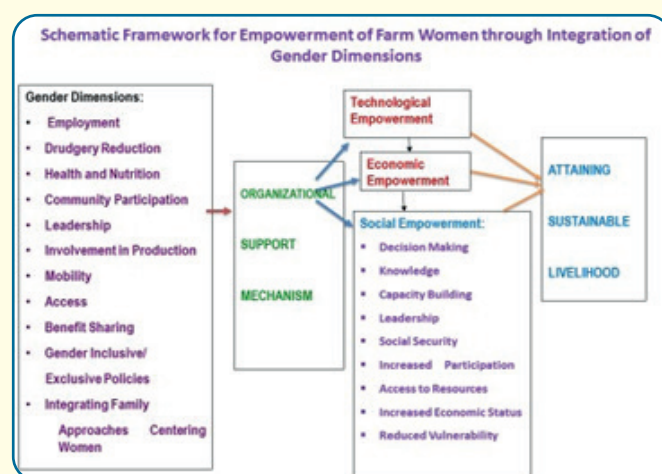 Schematic Framework for Empowerment of Farm Women through Integration of
Gender Dimensions
Gender Dimensions:
• Employment
• Drudgery Reduction
• Health and Nutrition
• Community Participation
• Leadership
• Involvement in Production
• Mobility
• Access
• Benefit Sharing
• Gender Inclusive/
Exclusive Policies
• Integrating Family
Approaches Centering
Women
ORGANIZATIONAL
SUPPORT
MECHANISM
Technological
Empowerment
Economic
Empowerment
Social Empowerment:
▪ Decision Making
▪ Knowledge
▪ Capacity Building
▪ Leadership
▪ Social Security
▪ Increased Participation
▪ Access to Resources
▪ Increased Economic Status
▪ Reduced Vulnerability
ATTAINING
SUSTAINABLE
LIVELIHOOD